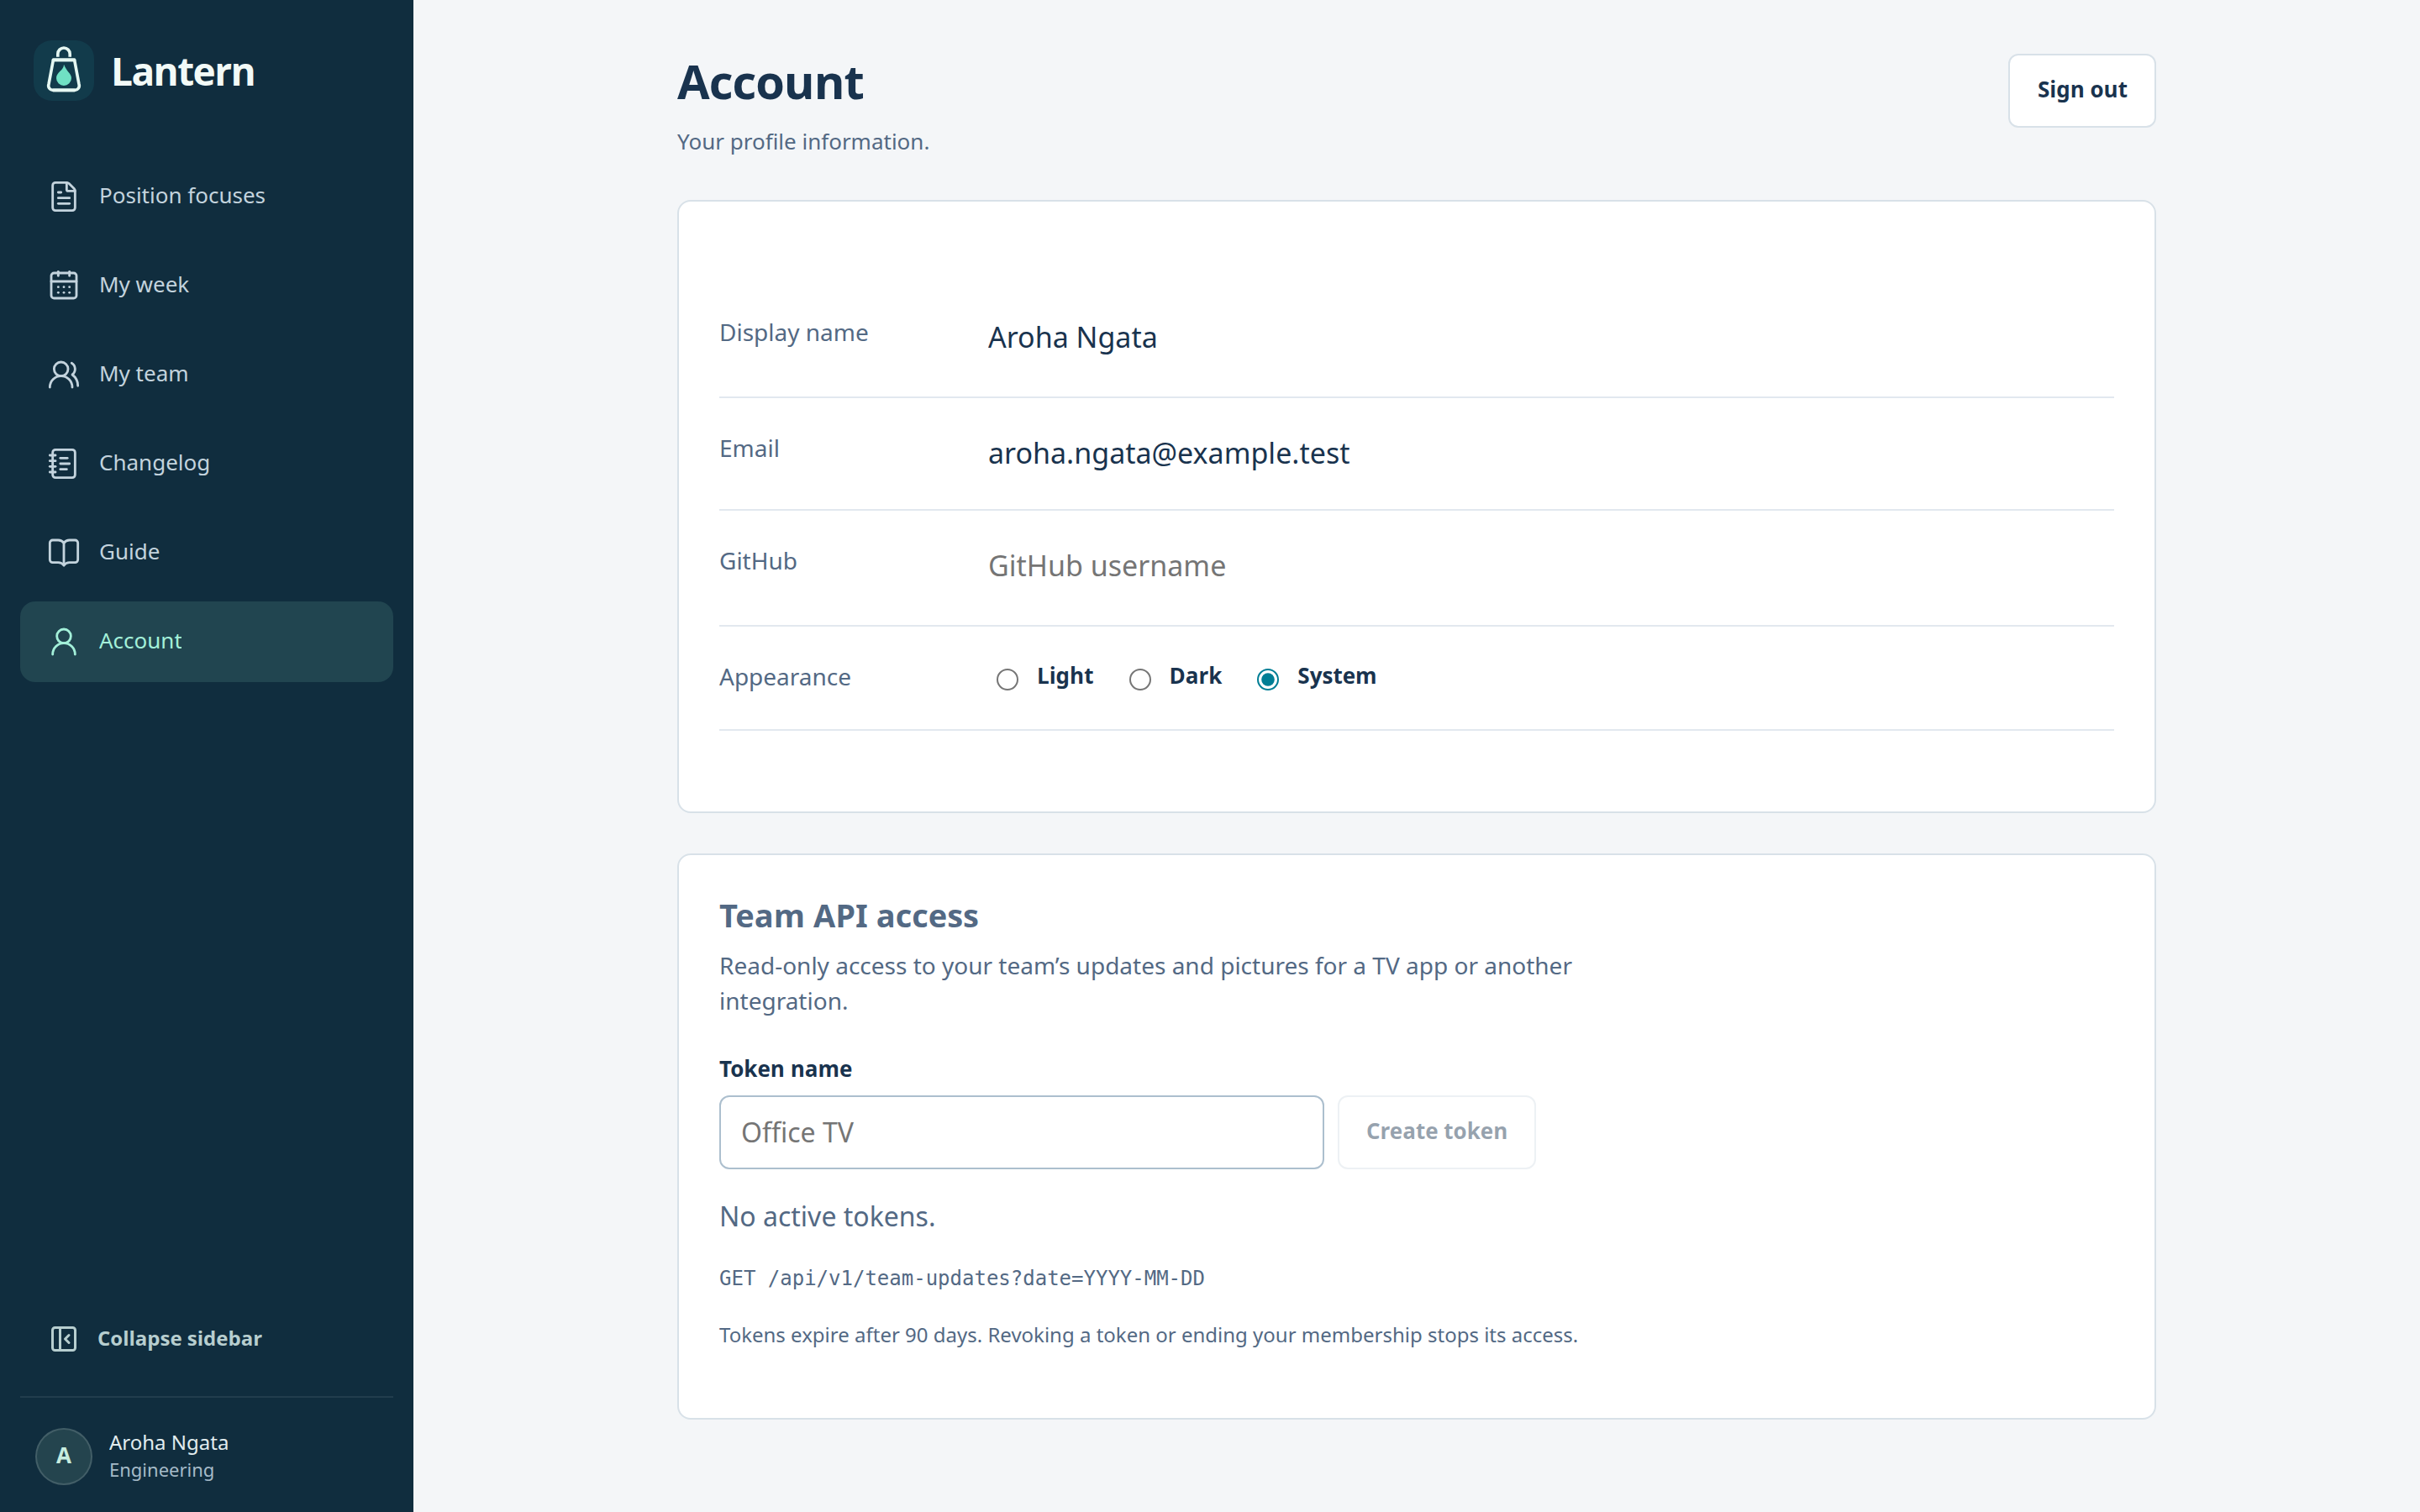 Lantern
Position focuses
My week
My team
Changelog
Guide
Account
Collapse sidebar
A
Aroha Ngata
Engineering
Account
Your profile information.
Sign out
Display name
Aroha Ngata
Email
aroha.ngata@example.test
GitHub
GitHub username
Appearance
Light
Dark
System
Team API access
Read-only access to your team’s updates and pictures for a TV app or another
integration.
Token name
Office TV
Create token
No active tokens.
GET /api/v1/team-updates?date=YYYY-MM-DD
Tokens expire after 90 days. Revoking a token or ending your membership stops its access.